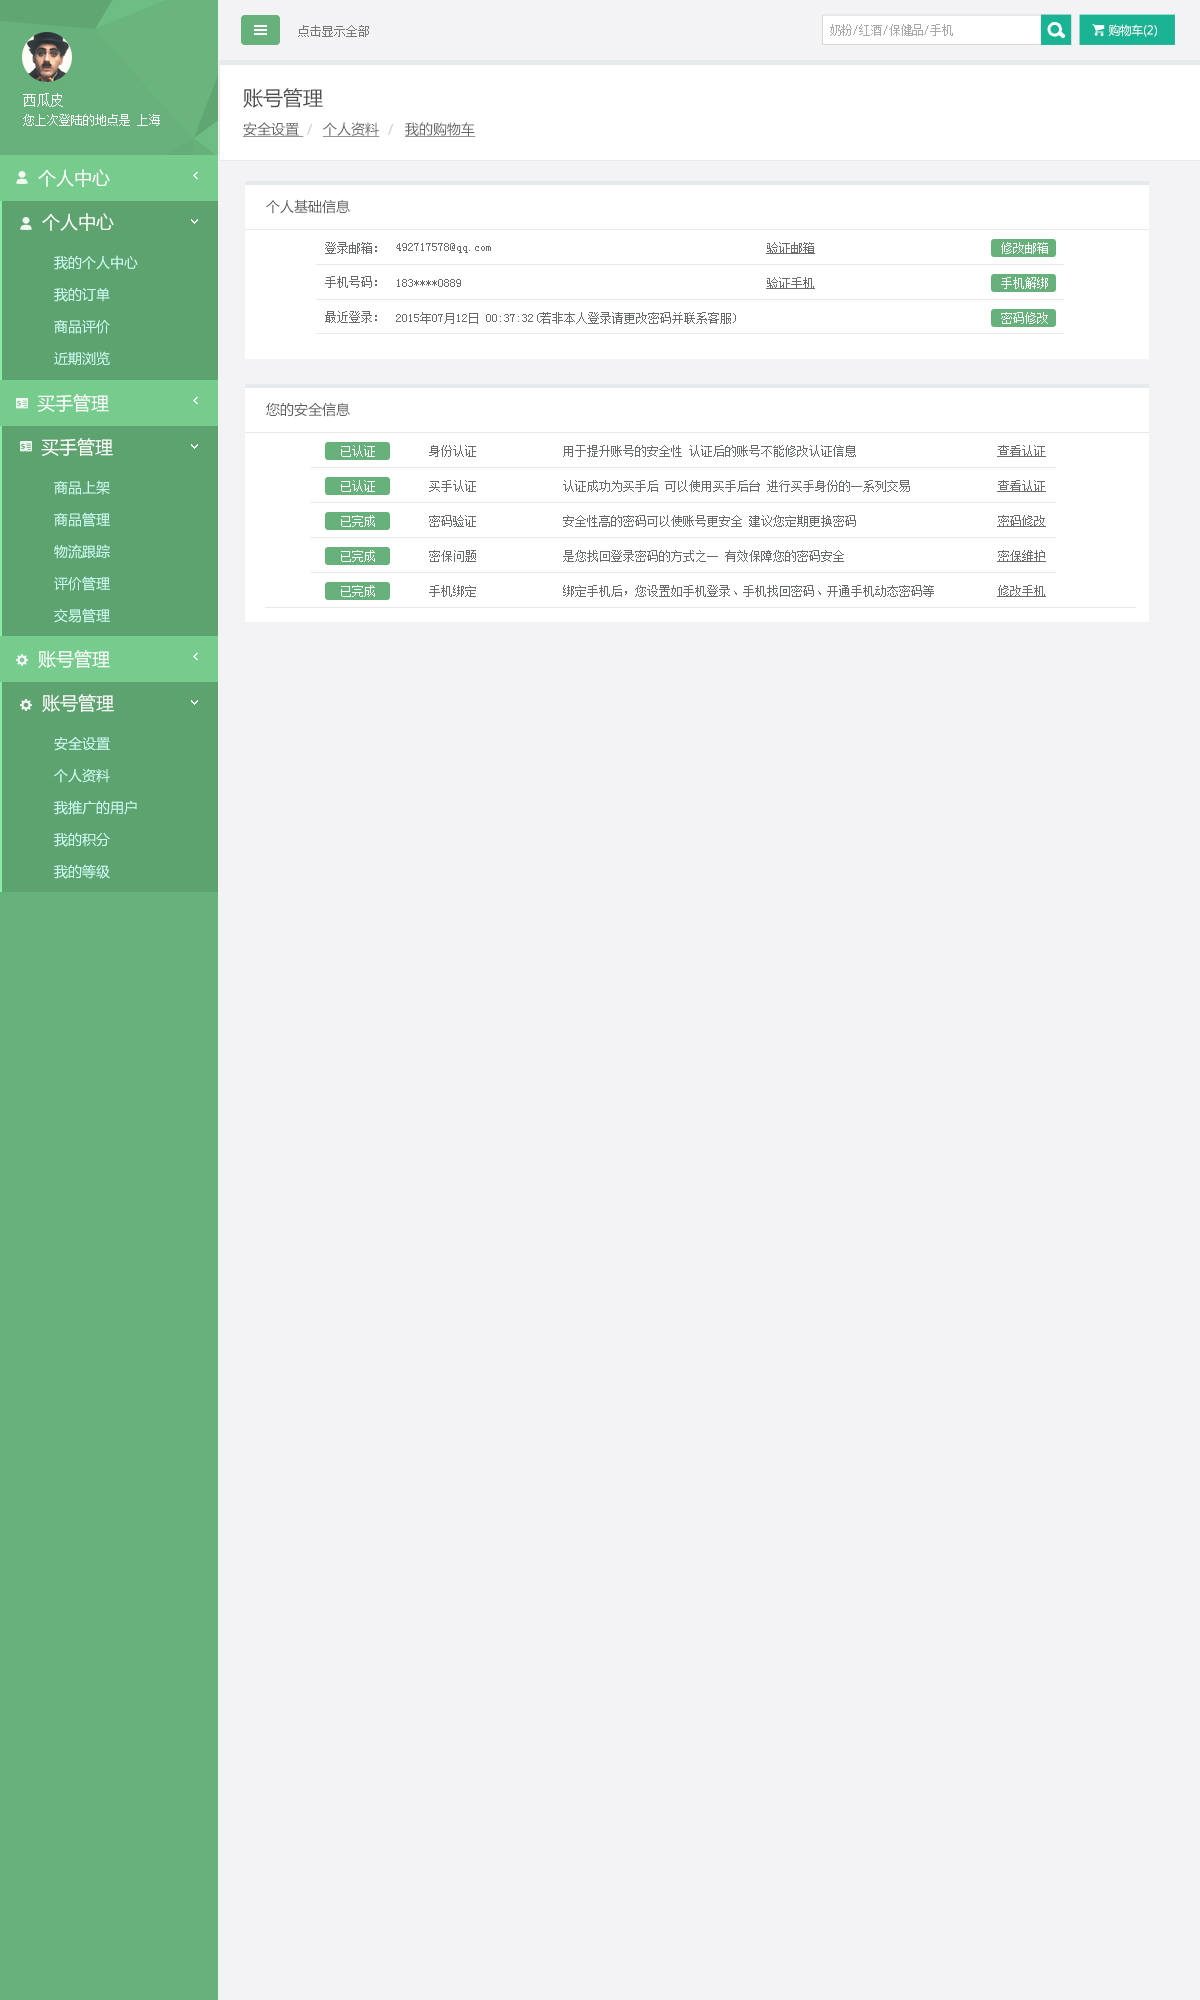 西瓜皮
您上次登陆的地点是 上海
个人中心
个人中心
我的个人中心
我的订单
商品评价
近期浏览
买手管理
买手管理
商品上架
商品管理
物流跟踪
评价管理
交易管理
账号管理
账号管理
安全设置
个人资料
我推广的用户
我的积分
我的等级
点击显示全部
奶粉/红酒/保健品/手机
购物车(2)
账号管理
安全设置 / 个人资料 / 我的购物车
个人基础信息
登录邮箱: 492717578@qq.com 验证邮箱 修改邮箱
手机号码: 183****0889 验证手机 手机解绑
最近登录: 2015年07月12日 00:37:32(若非本人登录请更改密码并联系客服) 密码修改
您的安全信息
已认证 身份认证 用于提升账号的安全性 认证后的账号不能修改认证信息 查看认证
已认证 买手认证 认证成功为买手后 可以使用买手后台 进行买手身份的一系列交易 查看认证
已完成 密码验证 安全性高的密码可以使账号更安全 建议您定期更换密码 密码修改
已完成 密保问题 是您找回登录密码的方式之一 有效保障您的密码安全 密保维护
已完成 手机绑定 绑定手机后，您设置如手机登录、手机找回密码、开通手机动态密码等 修改手机